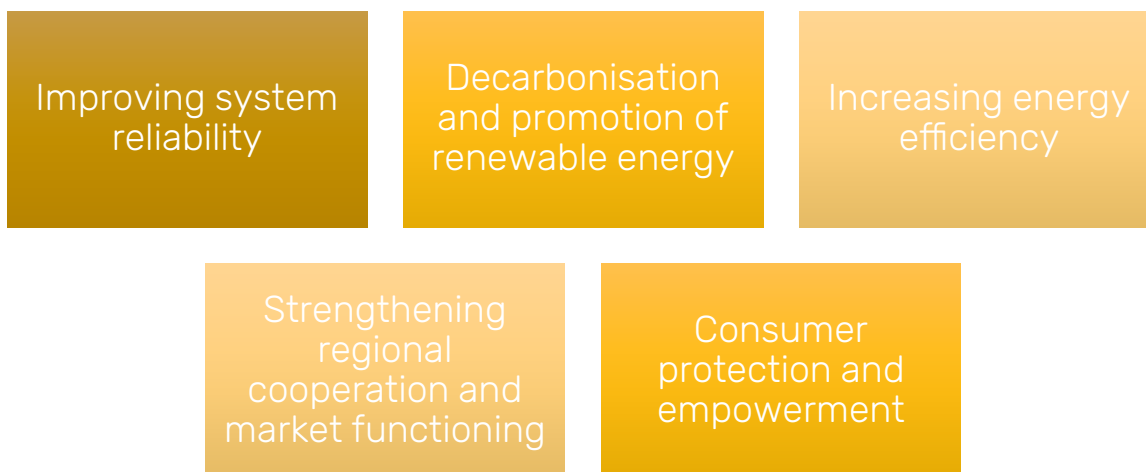 Improving system
reliability
Decarbonisation
and promotion of
renewable energy
Increasing energy
efficiency
Strengthening
regional
cooperation and
market functioning
Consumer
protection and
empowerment